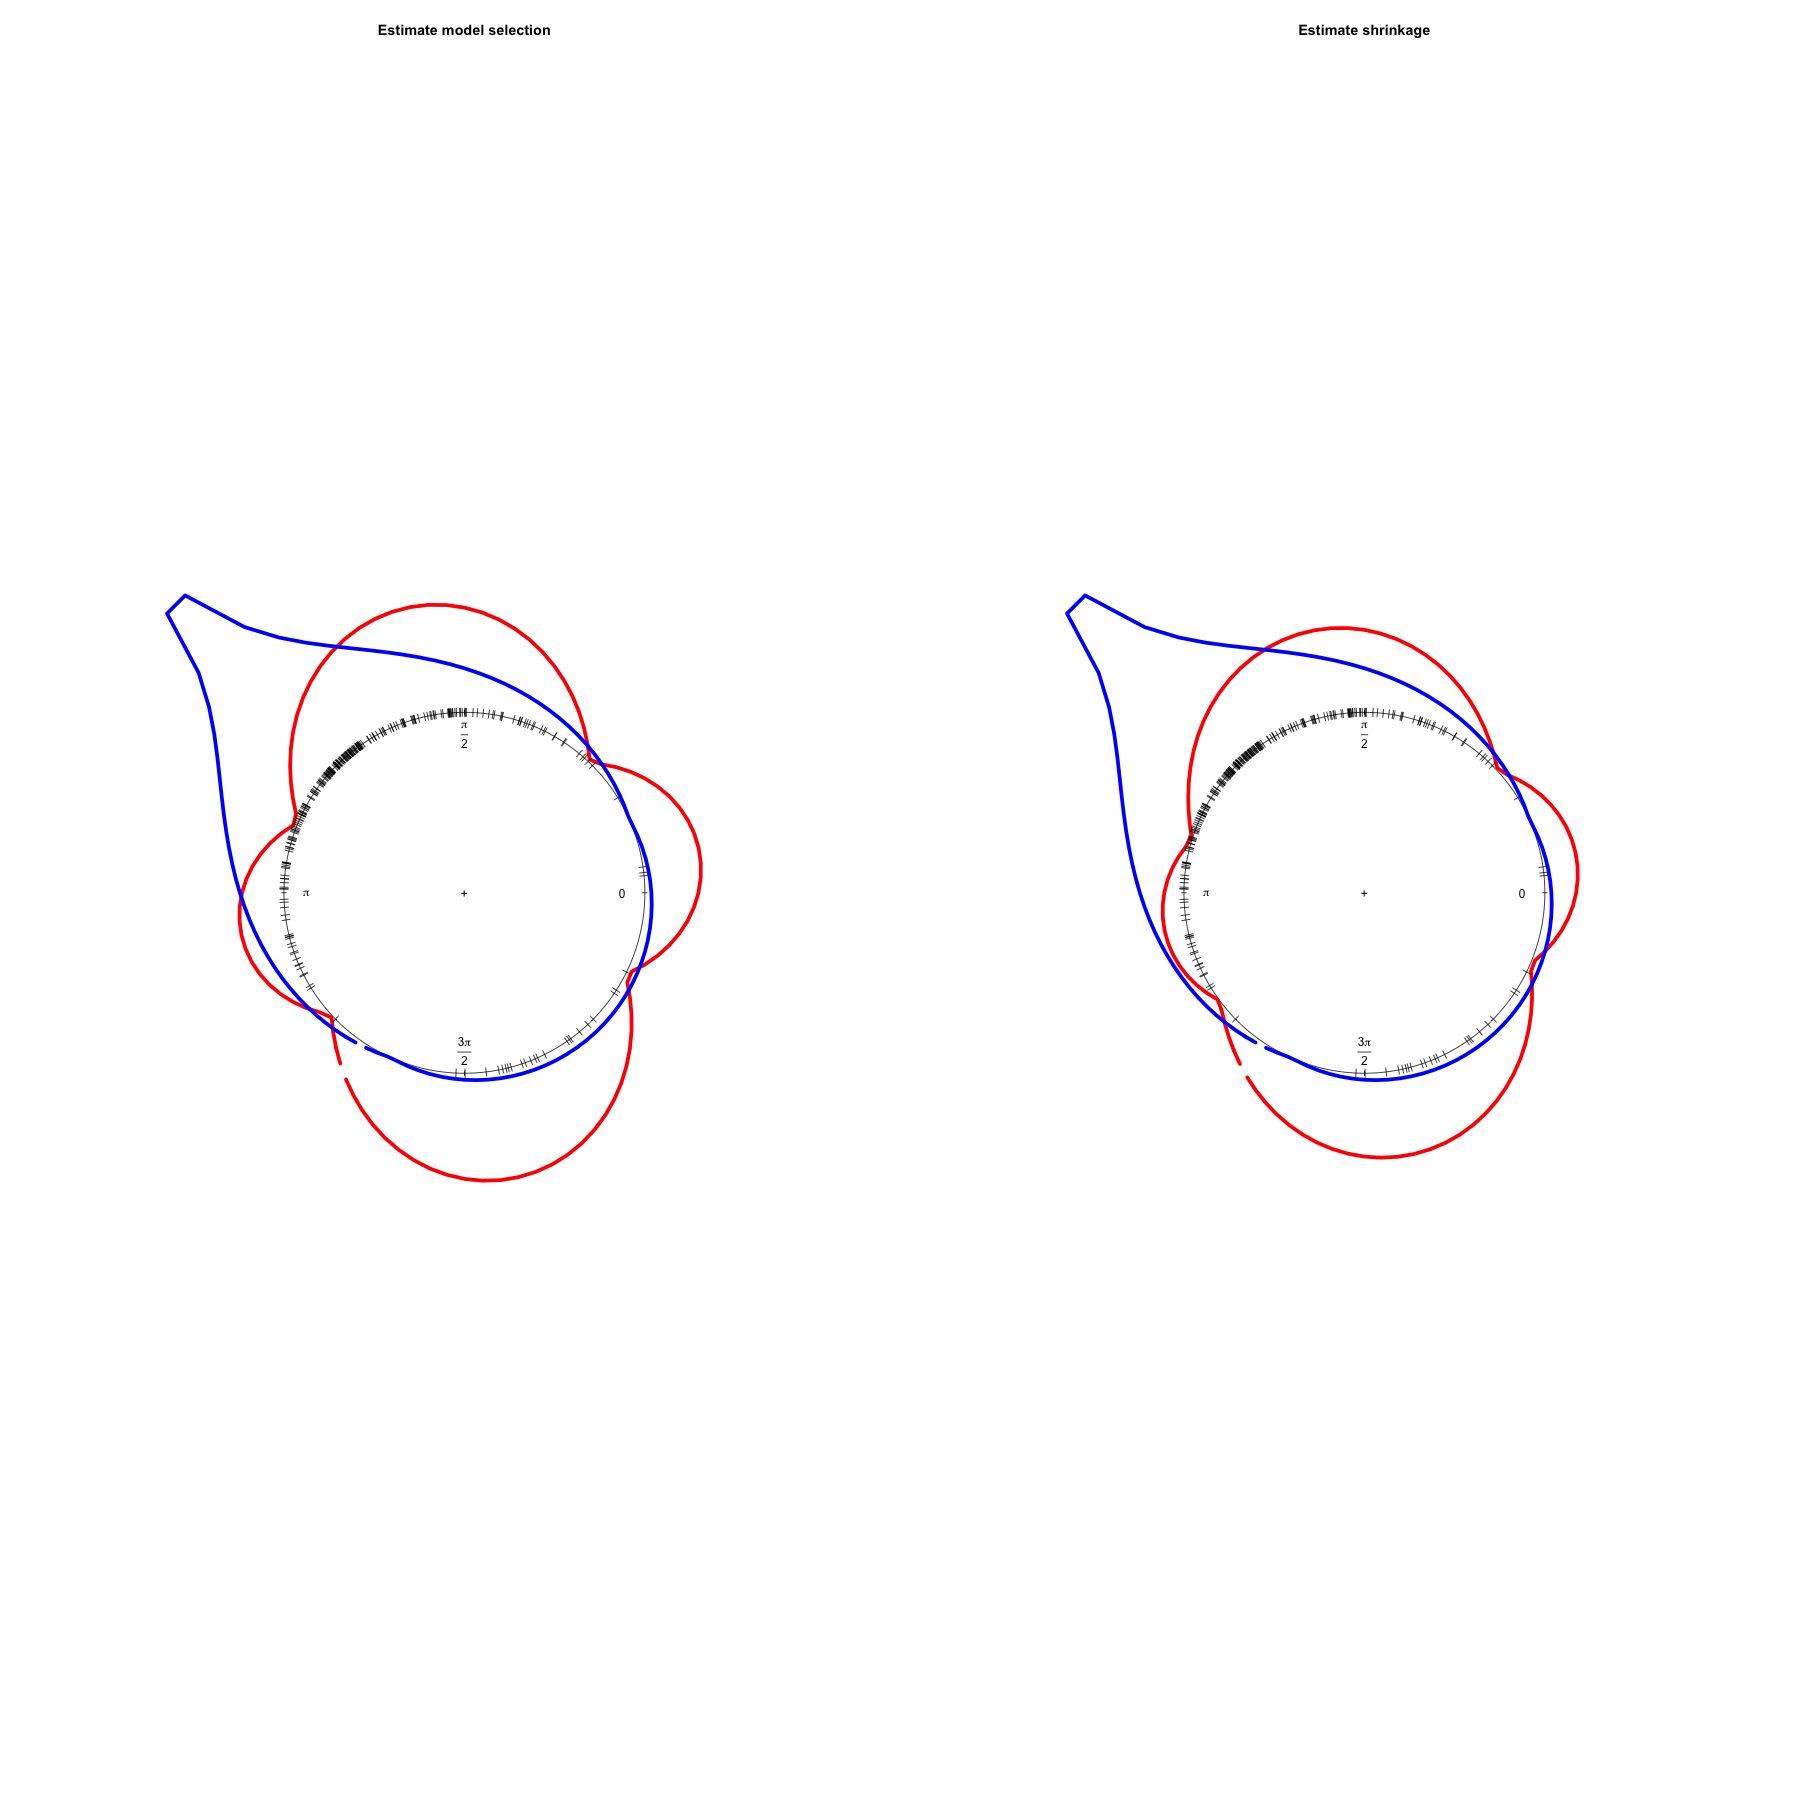 Estimate model selection
Estimate shrinkage
π
2
π
+
0
3π
2
π
2
π
+
0
3π
2